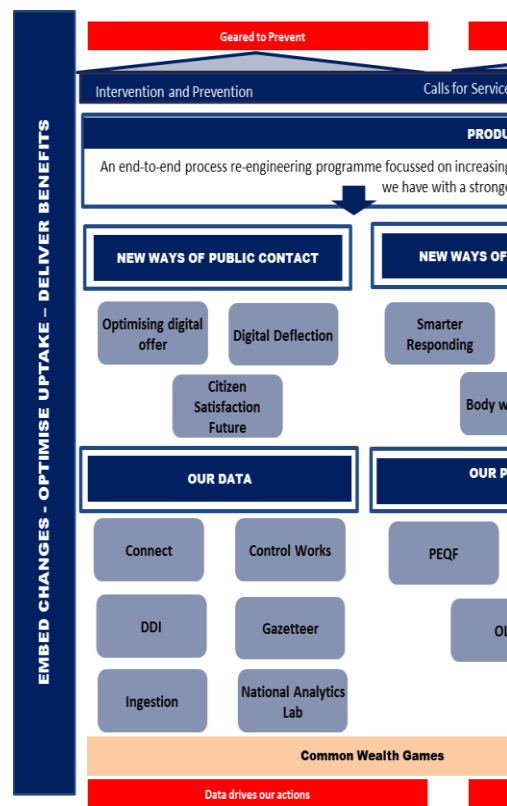 Geared to Prevent
Intervention and Prevention
Calls for Service
An end-to-end process re-engineering programme focussed on increasing
we have with a stronge
NEW WAYS OF PUBLIC CONTACT
NEW WAYS OF
Optimising digital
offer
Digital Deflection
Smarter
Responding
Citizen
Satisfaction
Future
Body w
OUR DATA
OUR P
Connect
Control Works
PEQF
DDI
Gazetteer
Ingestion
National Analytics
Lab
Common Wealth Games
Data drives our actions
EMBED CHANGES - OPTIMISE UPTAKE – DELIVER BENEFITS